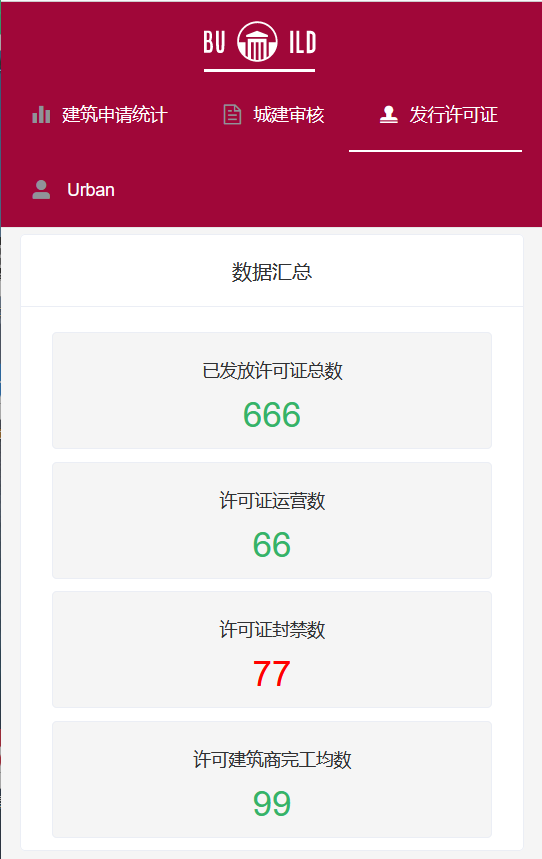 BU ILD
建筑申请统计 城建审核 发行许可证
Urban
数据汇总
已发放许可证总数
666
许可证运营数
66
许可证封禁数
77
许可建筑商完工均数
99